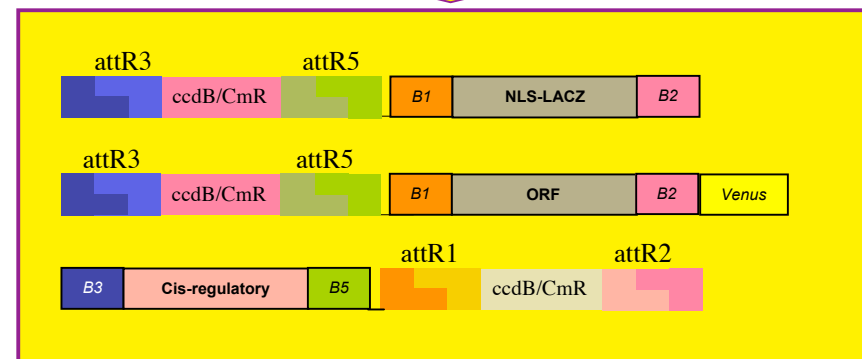 attR3 attR5
ccdB/CmR B1 NLS-LACZ B2
attR3 attR5
ccdB/CmR B1 ORF B2 Venus
attR1 attR2
B3 Cis-regulatory B5 ccdB/CmR